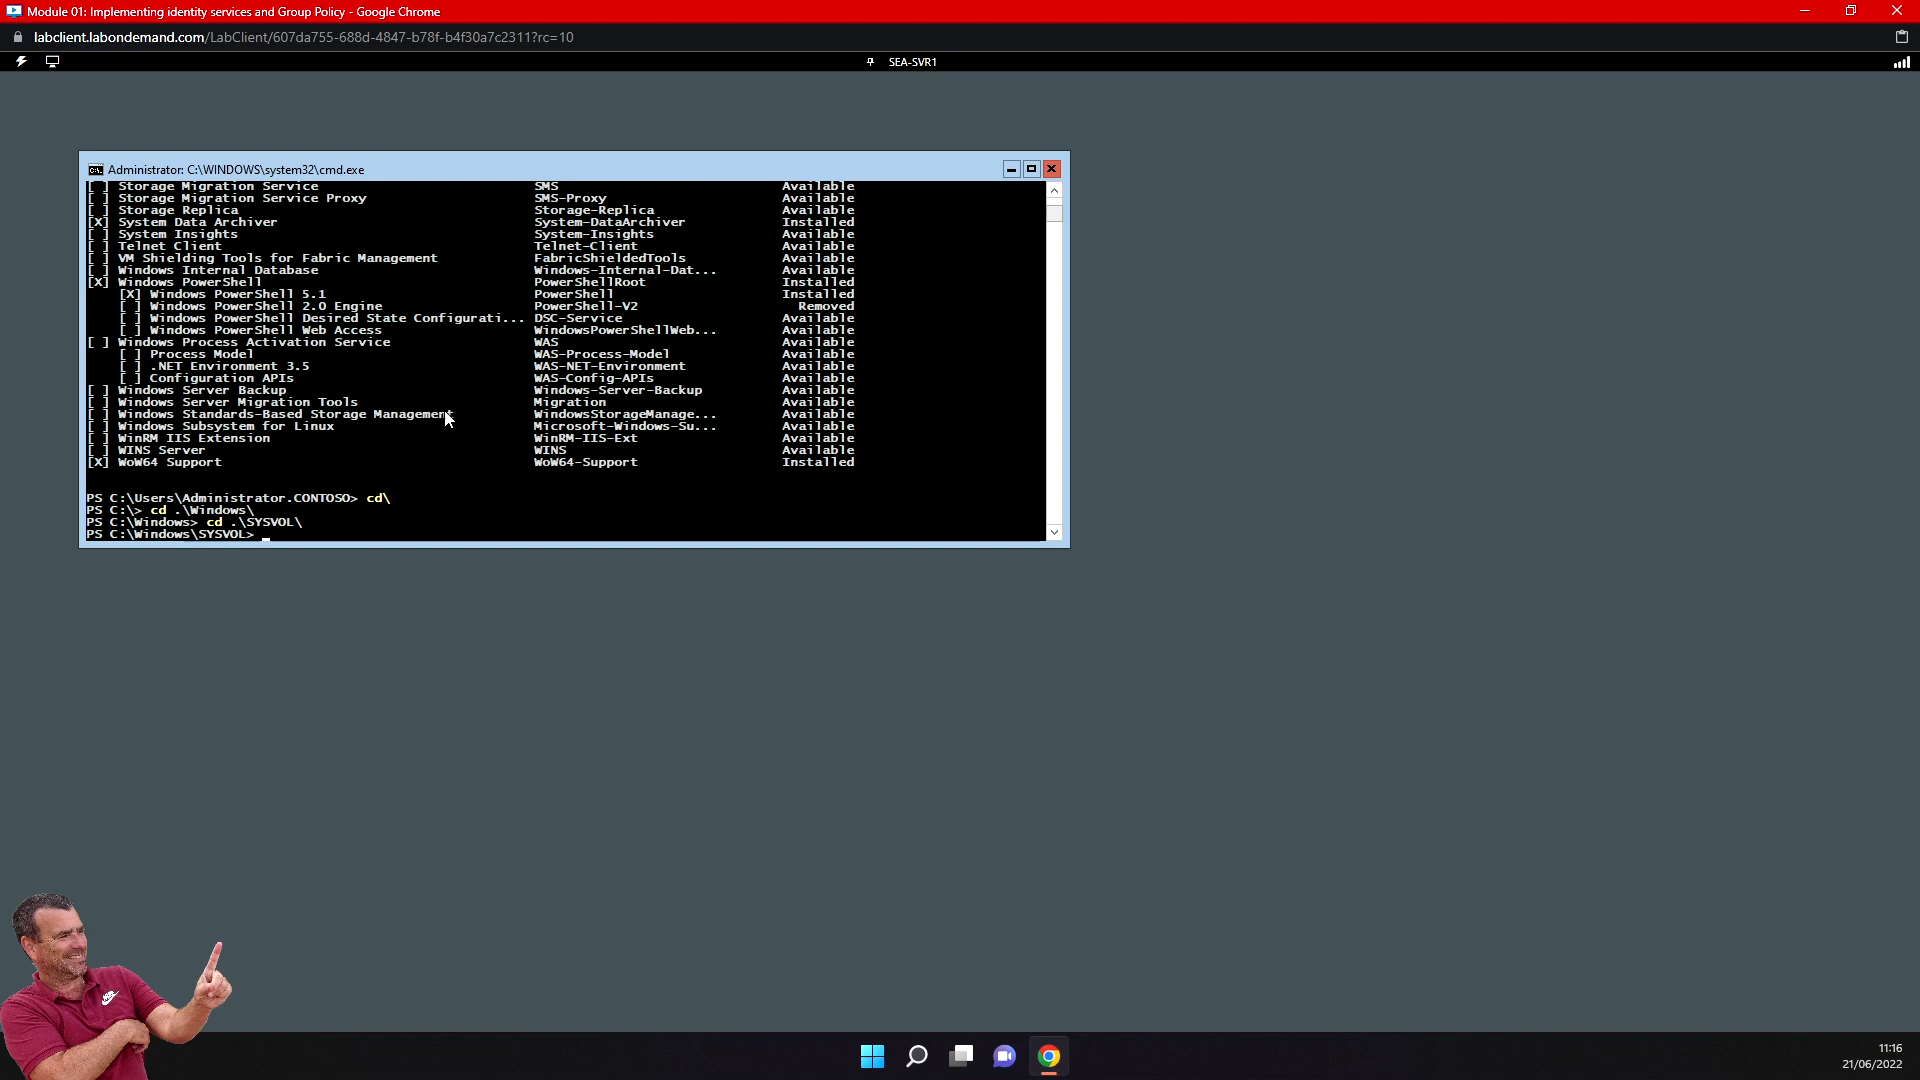 Module 01: Implementing identity services and Group Policy - Google Chrome
labclient.labondemand.com/LabClient/607da755-688d-4847-b78f-b4f30a7c2311?rc=10
SEA-SVR1
Administrator: C:\WINDOWS\system32\cmd.exe
[ ] Storage Migration Service SMS Available
[ ] Storage Migration Service Proxy SMS-Proxy Available
[ ] Storage Replica Storage-Replica Available
[X] System Data Archiver System-DataArchiver Installed
[ ] System Insights System-Insights Available
[ ] Telnet Client Telnet-Client Available
[ ] VM Shielding Tools for Fabric Management FabricShieldedTools Available
[ ] Windows Internal Database Windows-Internal-Dat... Available
[X] Windows PowerShell PowerShellRoot Installed
[X] Windows PowerShell 5.1 PowerShell Installed
[ ] Windows PowerShell 2.0 Engine PowerShell-V2 Removed
[ ] Windows PowerShell Desired State Configurati... DSC-Service Available
[ ] Windows PowerShell Web Access WindowsPowerShellWeb... Available
[ ] Windows Process Activation Service WAS Available
[ ] Process Model WAS-Process-Model Available
[ ] .NET Environment 3.5 WAS-NET-Environment Available
[ ] Configuration APIs WAS-Config-APIs Available
[ ] Windows Server Backup Windows-Server-Backup Available
[ ] Windows Server Migration Tools Migration Available
[ ] Windows Standards-Based Storage Management WindowsStorageManage... Available
[ ] Windows Subsystem for Linux Microsoft-Windows-Su... Available
[ ] WinRM IIS Extension WinRM-IIS-Ext Available
[ ] WINS Server WINS Available
[X] WoW64 Support WoW64-Support Installed
PS C:\Users\Administrator.CONTOSO> cd\
PS C:\> cd .\Windows\
PS C:\Windows> cd .\SYSVOL\
PS C:\Windows\SYSVOL>
11:16
21/06/2022